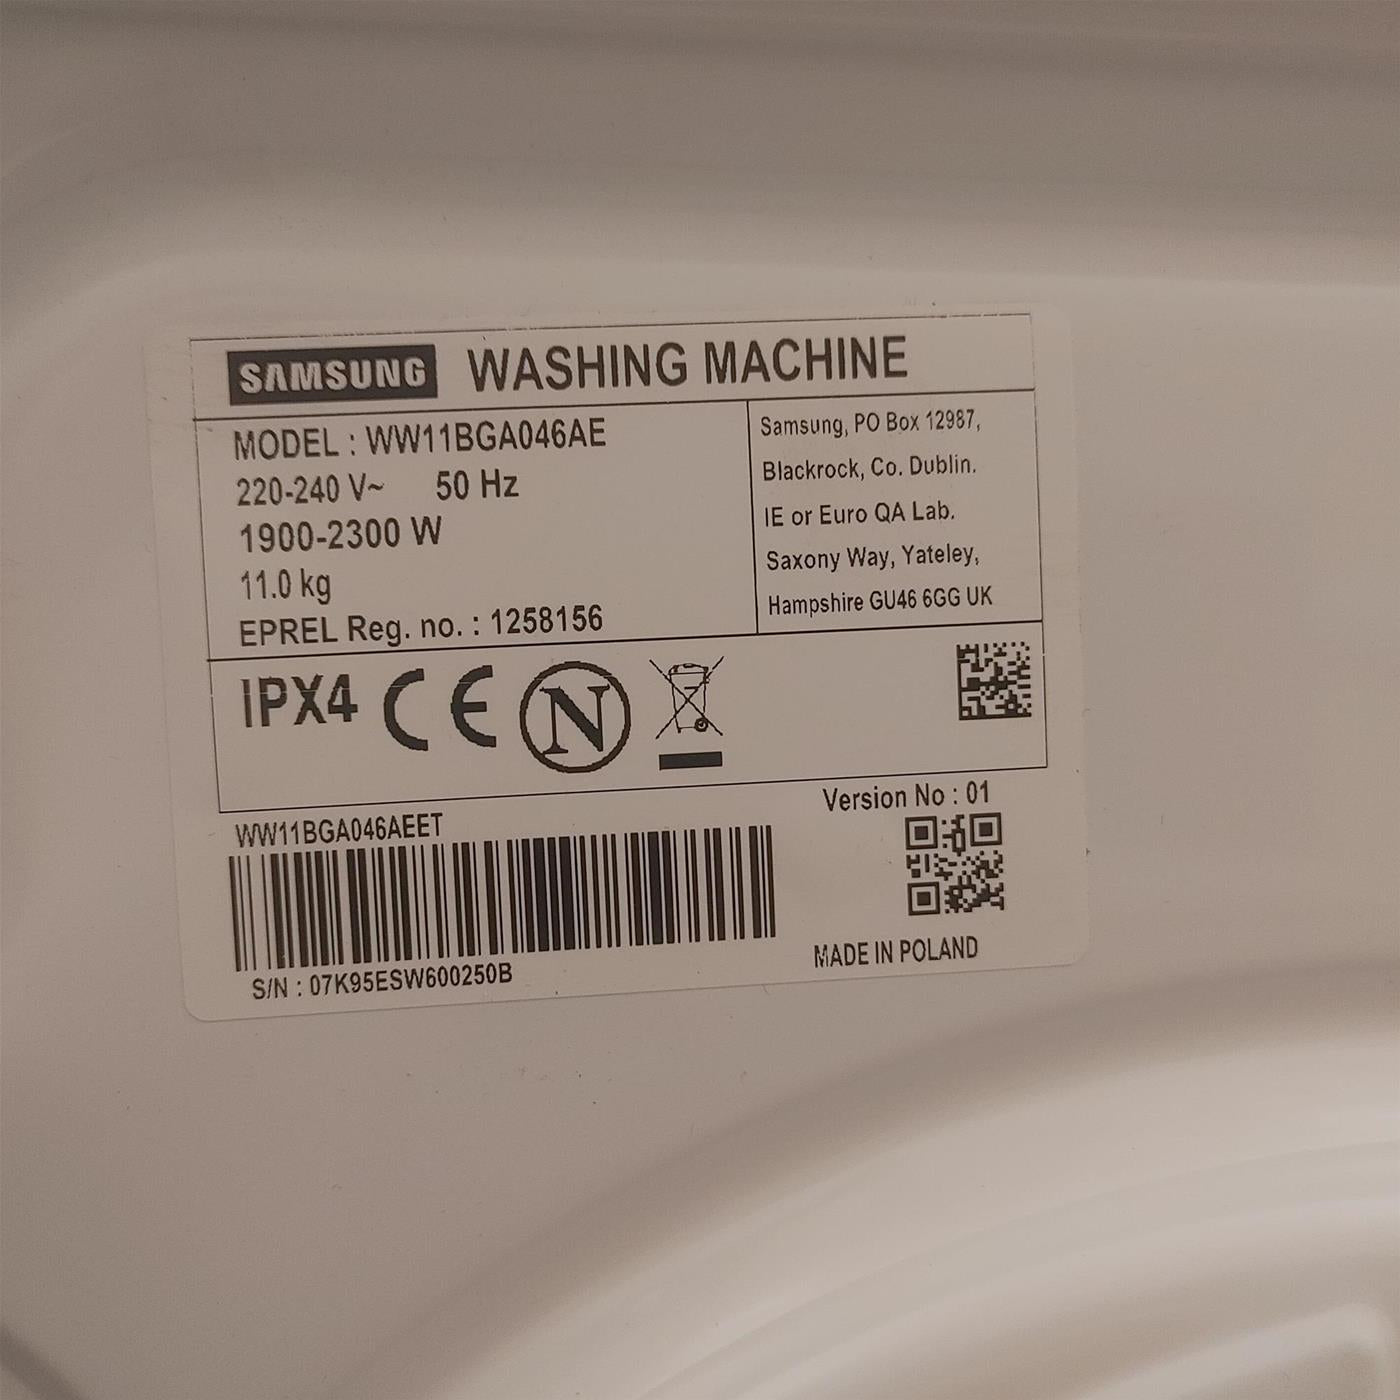 SAMSUNG WASHING MACHINE
MODEL : WW11BGA046AE
220-240 V~ 50 Hz
1900-2300 W
11.0 kg
EPREL Reg. no. : 1258156
Samsung, PO Box 12987,
Blackrock, Co. Dublin.
IE or Euro QA Lab.
Saxony Way, Yateley,
Hampshire GU46 6GG UK
IPX4 CE N
Version No : 01
WW11BGA046AEET
S/N : 07K95ESW600250B
MADE IN POLAND